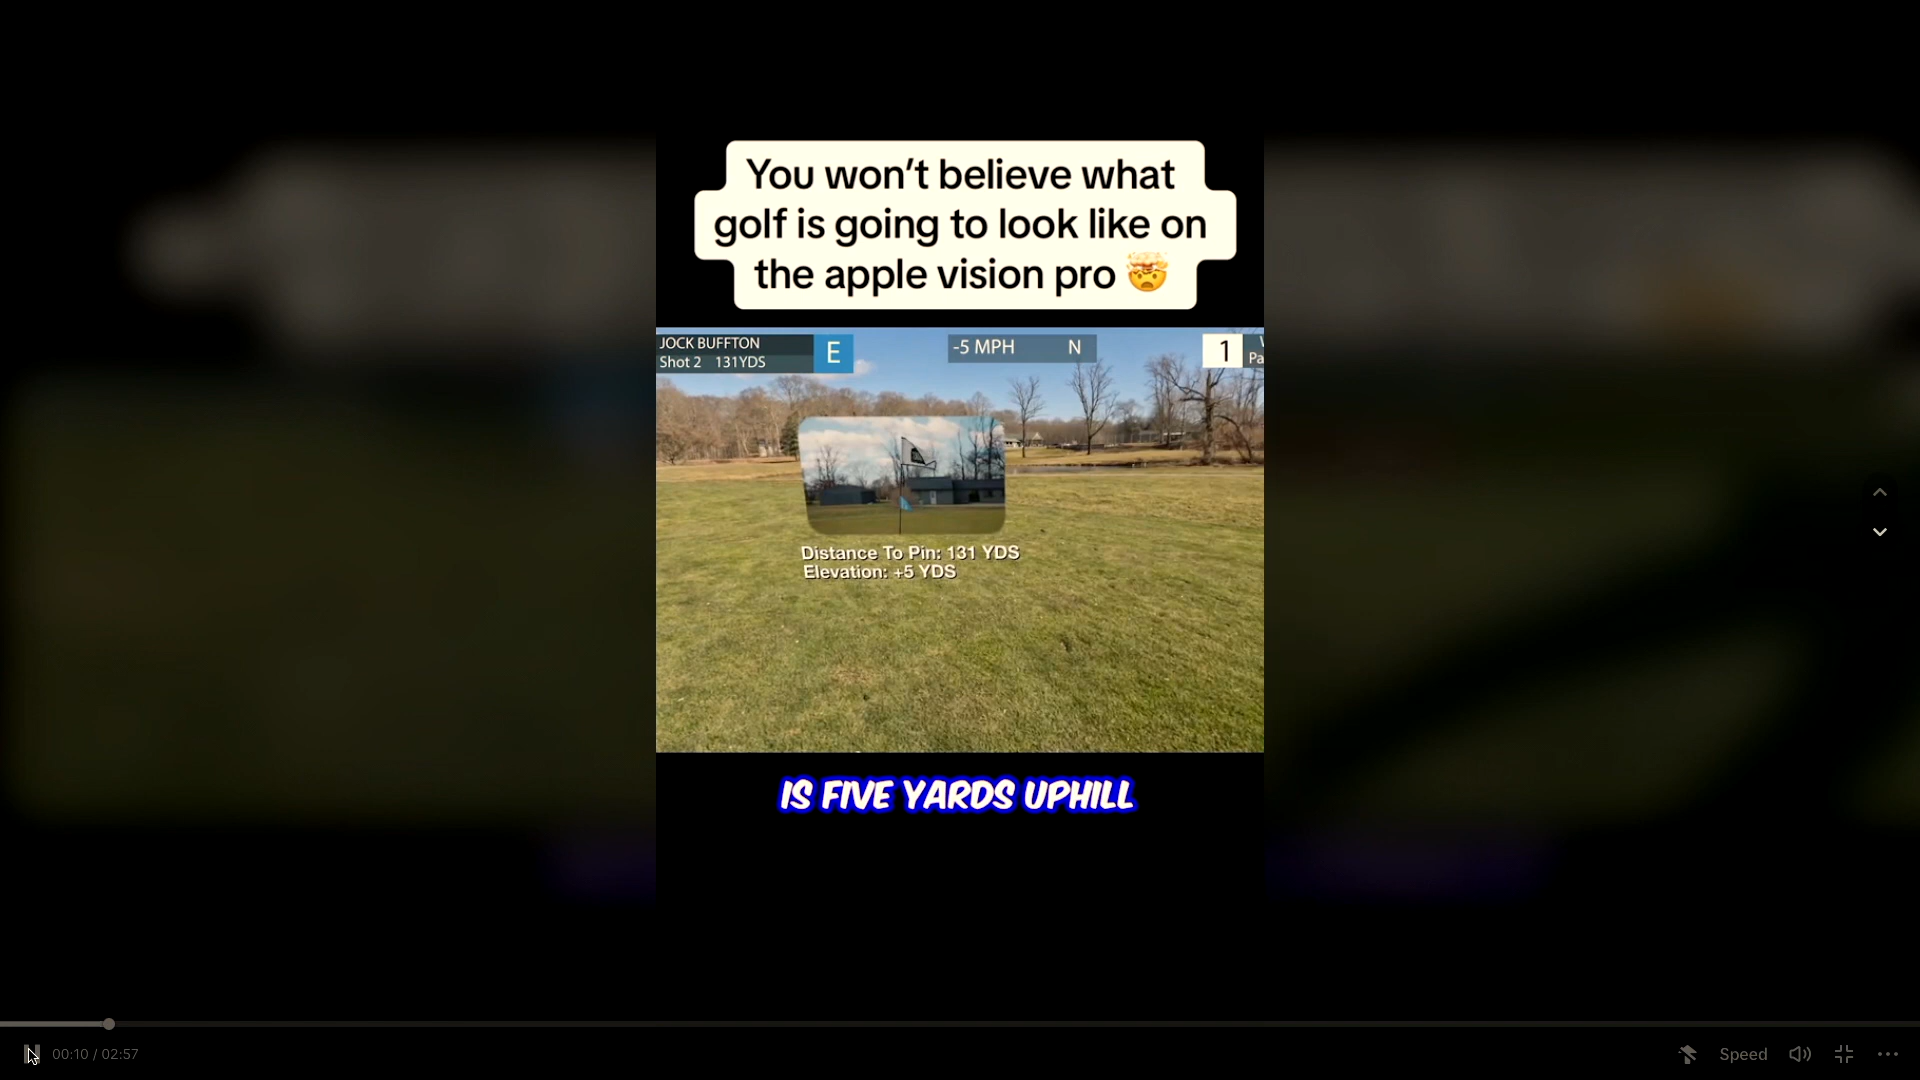 You won’t believe what
golf is going to look like on
the apple vision pro 🤯
JOCK BUFFTON
Shot 2 131YDS
E
-5 MPH N
1
Pa
Distance To Pin: 131 YDS
Elevation: +5 YDS
IS FIVE YARDS UPHILL
00:10 / 02:57
Speed